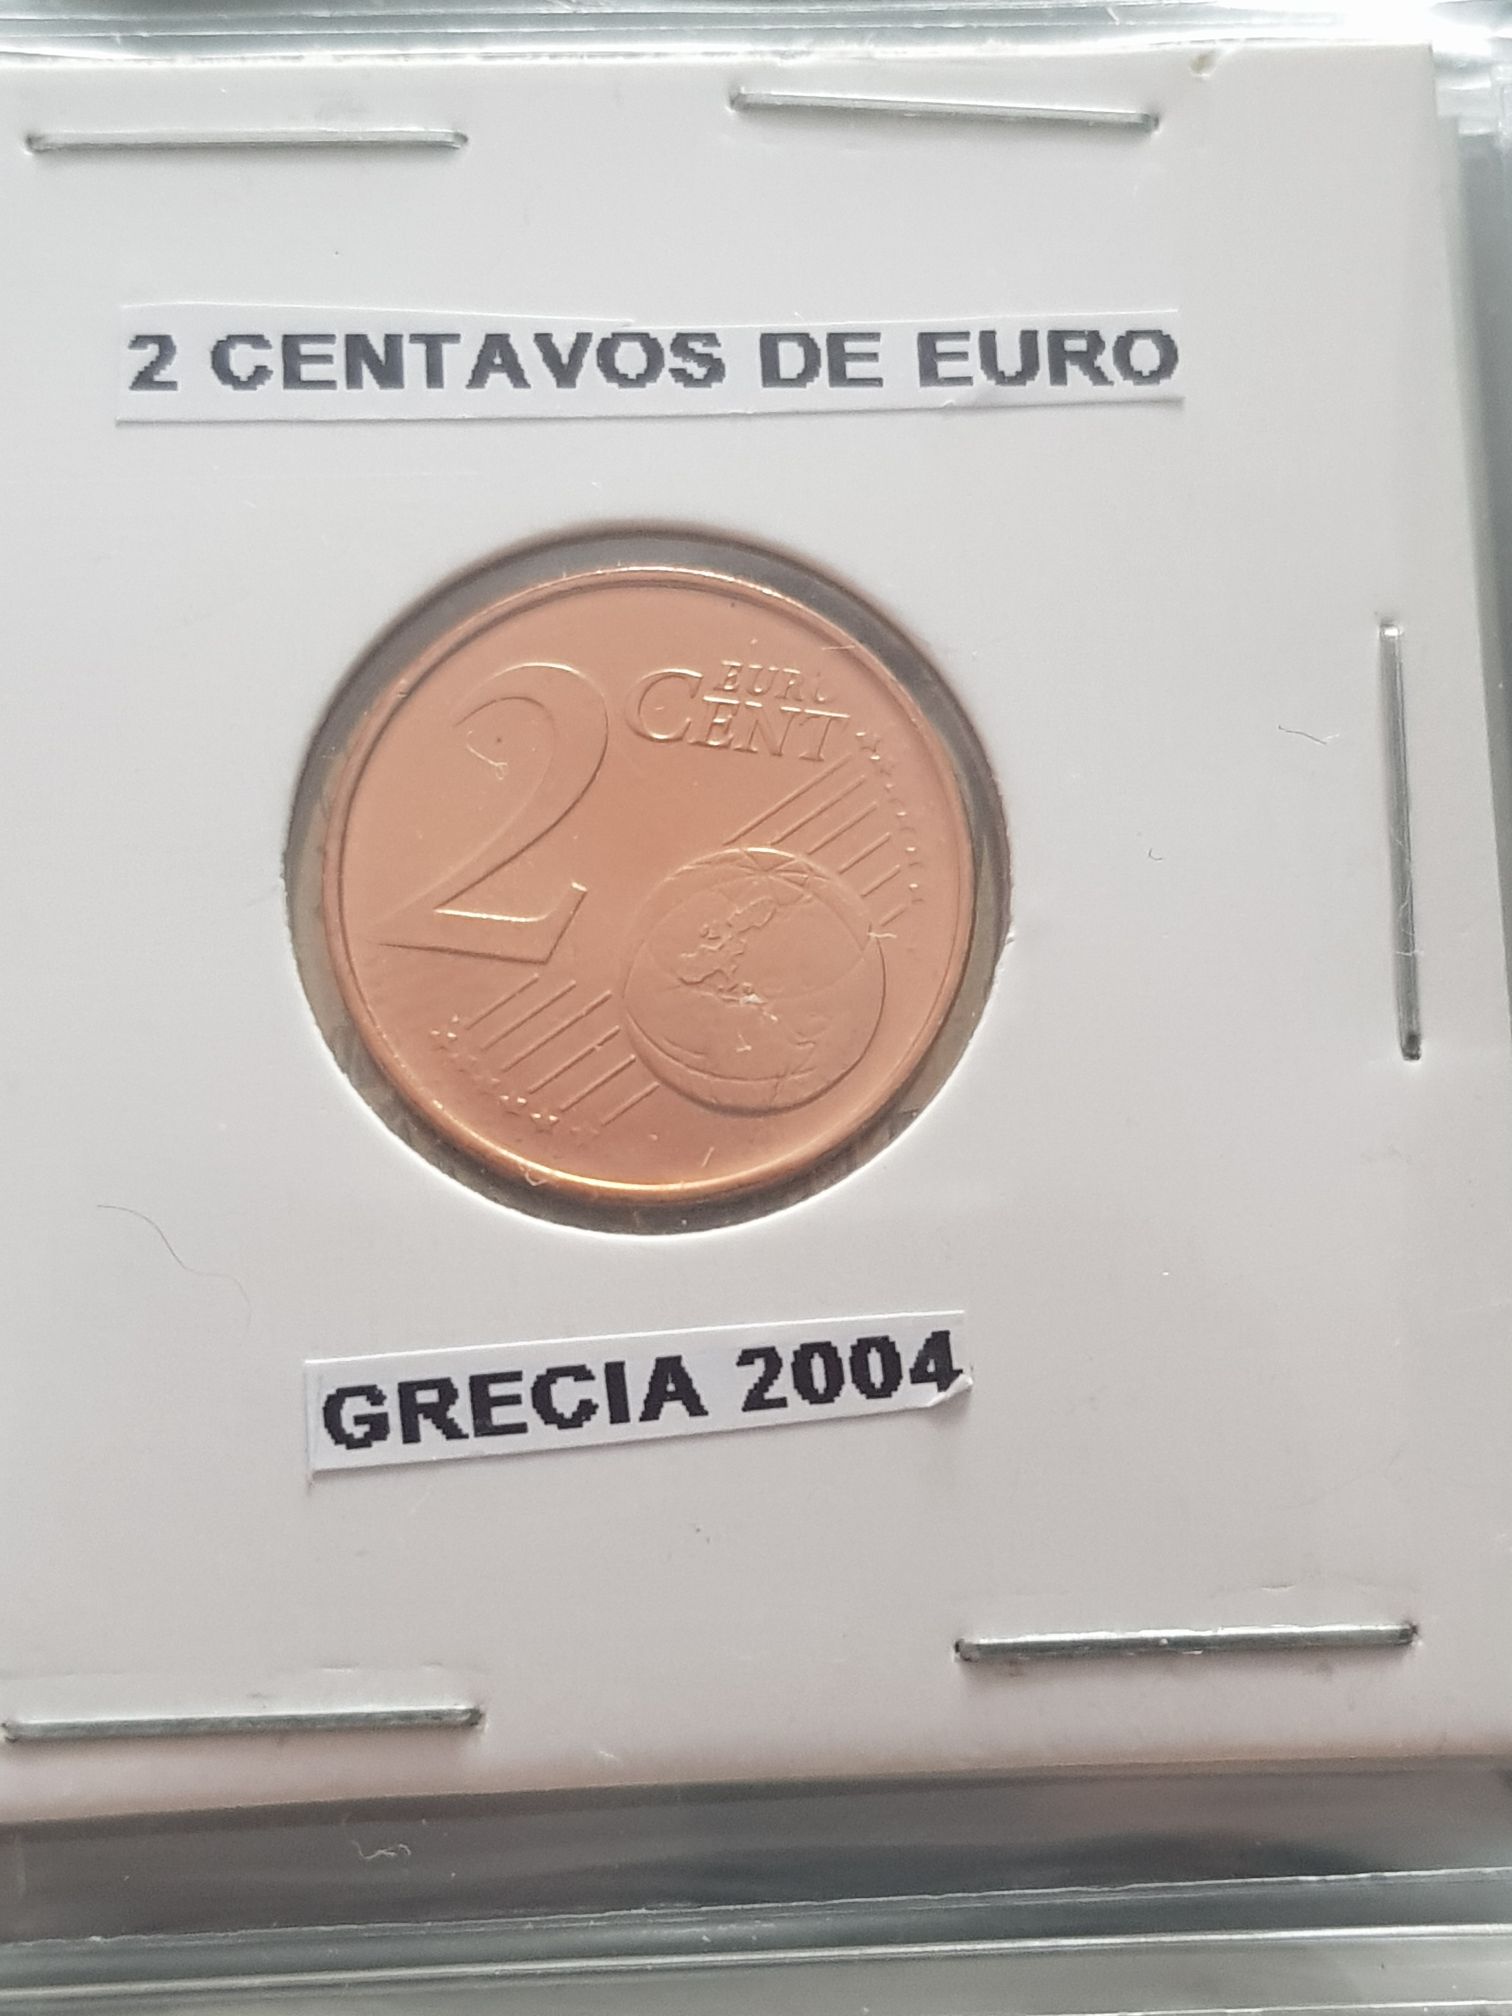 2 CENTAVOS DE EURO
2 EURO
CENT
GRECIA 2004